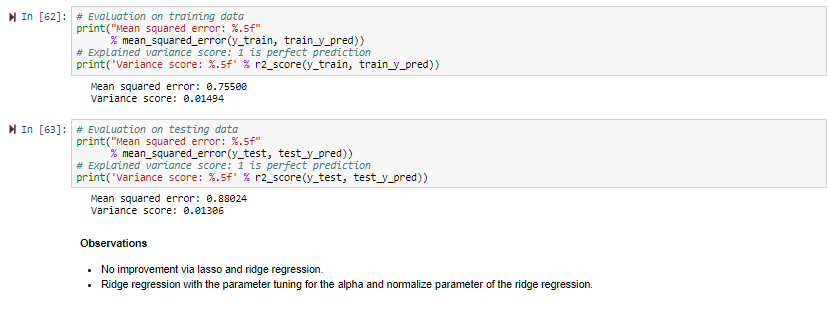 In [62]: # Evaluation on training data
print("Mean squared error: %.5f"
% mean_squared_error(y_train, train_y_pred))
# Explained variance score: 1 is perfect prediction
print('Variance score: %.5f' % r2_score(y_train, train_y_pred))
Mean squared error: 0.75500
Variance score: 0.01494
In [63]: # Evaluation on testing data
print("Mean squared error: %.5f"
% mean_squared_error(y_test, test_y_pred))
# Explained variance score: 1 is perfect prediction
print('Variance score: %.5f' % r2_score(y_test, test_y_pred))
Mean squared error: 0.88024
Variance score: 0.01306
Observations
• No improvement via lasso and ridge regression.
• Ridge regression with the parameter tuning for the alpha and normalize parameter of the ridge regression.